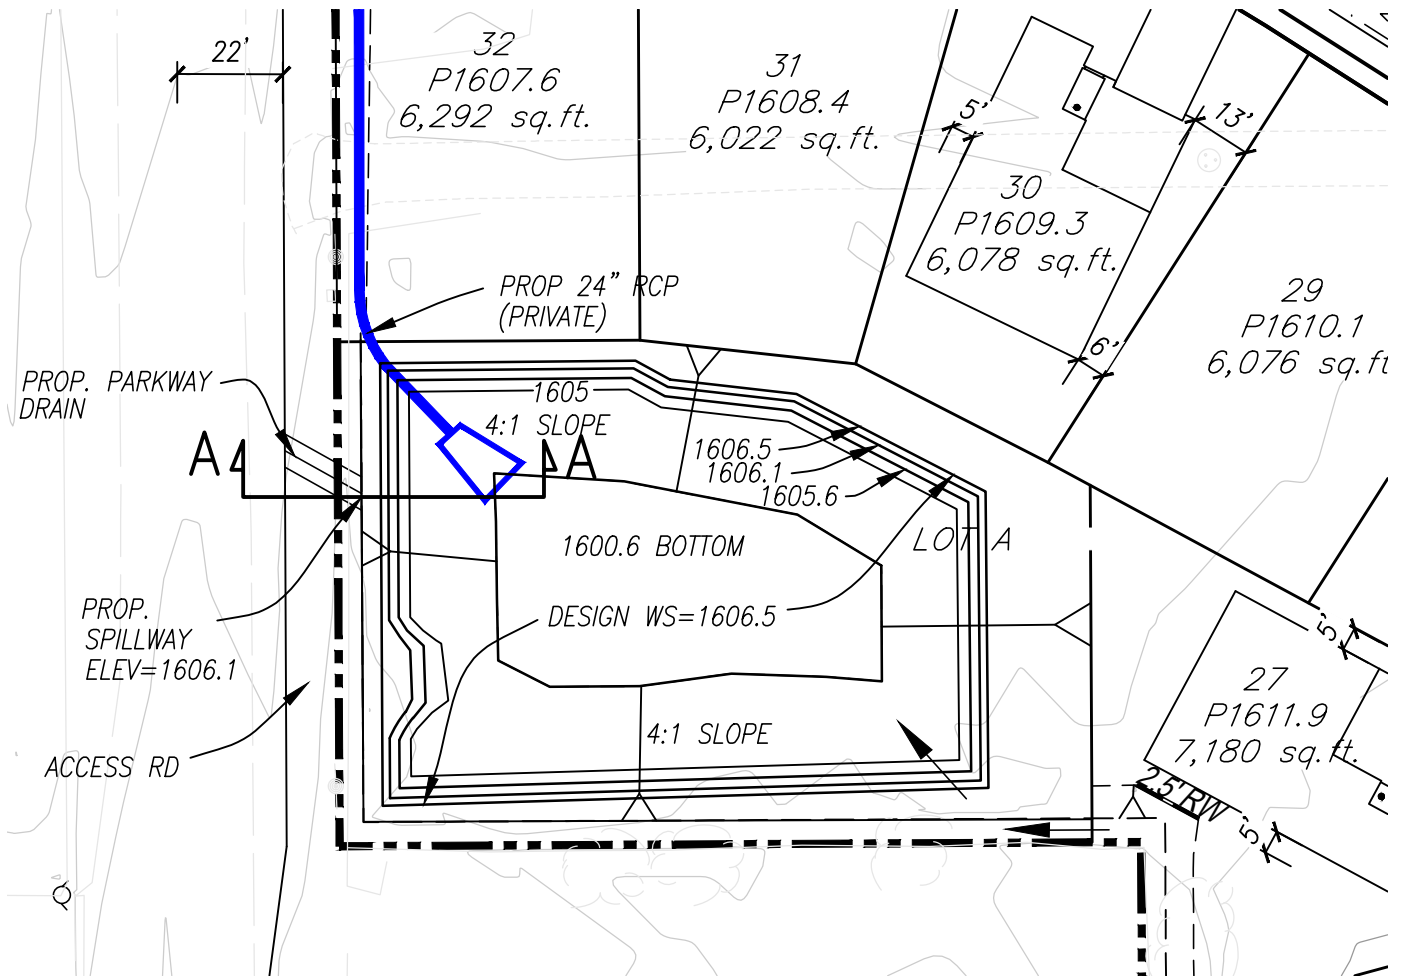 22'
32
P1607.6
6,292 sq.ft.
31
P1608.4
6,022 sq.ft.
5'
13'
30
P1609.3
6,078 sq.ft.
6'
29
P1610.1
6,076 sq.ft
PROP 24" RCP
(PRIVATE)
PROP. PARKWAY
DRAIN
1605
4:1 SLOPE
A
A
1606.5
1606.1
1605.6
LOT A
1600.6 BOTTOM
DESIGN WS=1606.5
PROP.
SPILLWAY
ELEV=1606.1
ACCESS RD
4:1 SLOPE
5'
27
P1611.9
7,180 sq.ft.
2.5' RW
5'